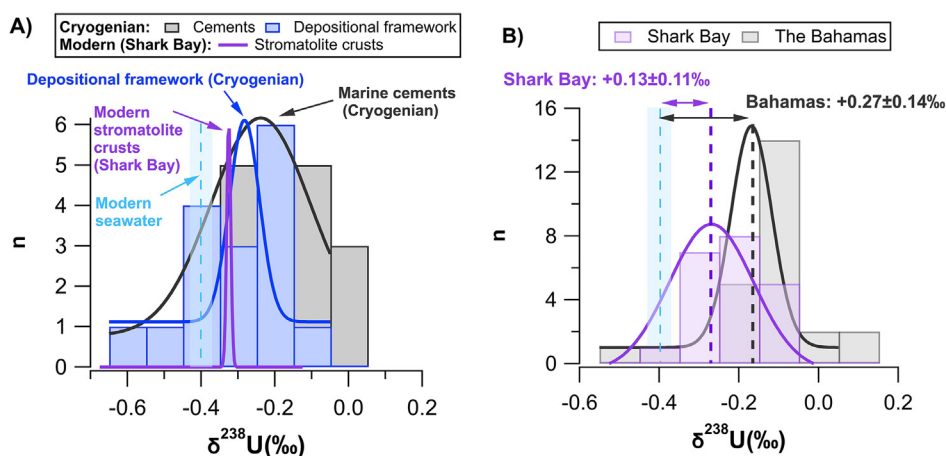 A)
Cryogenian: Cements Depositional framework
Modern (Shark Bay): Stromatolite crusts
Depositional framework (Cryogenian)
Marine cements
(Cryogenian)
Modern
stromatolite
crusts
(Shark Bay)
Modern
seawater
n
6
5
4
3
2
1
0
-0.6 -0.4 -0.2 0.0 0.2
δ²³⁸U(‰)
B)
Shark Bay The Bahamas
Shark Bay: +0.13±0.11‰
Bahamas: +0.27±0.14‰
n
16
12
8
4
0
-0.6 -0.4 -0.2 0.0 0.2
δ²³⁸U(‰)